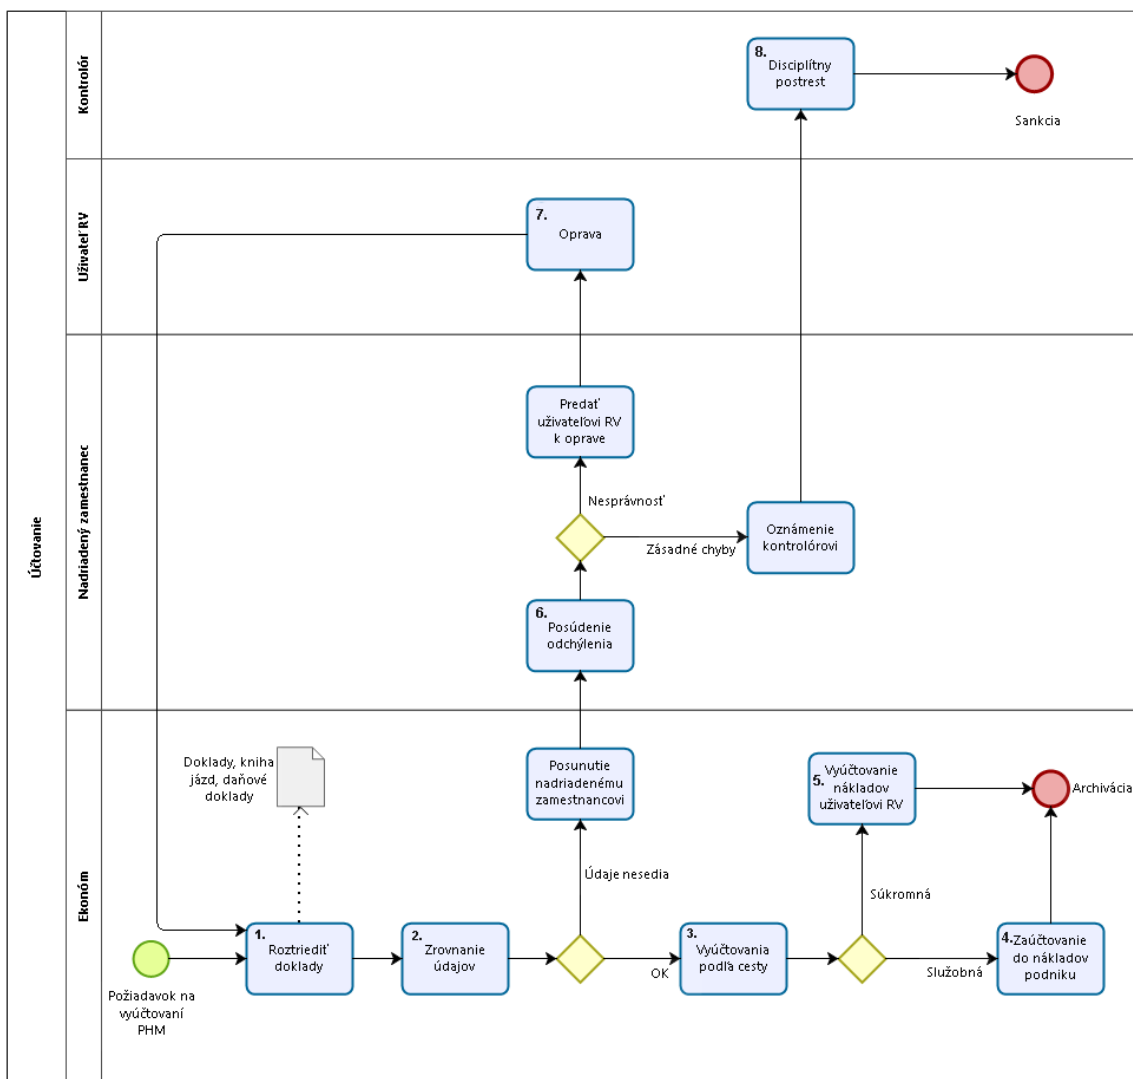 Účtovanie
Kontrolór
8.
Disciplítny
postrest
Sankcia
Uživateľ RV
7.
Oprava
Nadriadený zamestnanec
Predať
uživateľovi RV
k oprave
Nesprávnosť
Zásadné chyby
Oznámenie
kontrolórovi
6.
Posúdenie
odchýlenia
Ekonóm
Doklady, kniha
jázd, daňové
doklady
Posunutie
nadriadenému
zamestnancovi
5.
Vyúčtovanie
nákladov
uživateľovi RV
Archivácia
Údaje nesedia
Súkromná
Požiadavok na
vyúčtovaní
PHM
1.
Roztriediť
doklady
2.
Zrovnanie
údajov
OK
3.
Vyúčtovania
podľa cesty
Služobná
4.
Zaúčtovanie
do nákladov
podniku